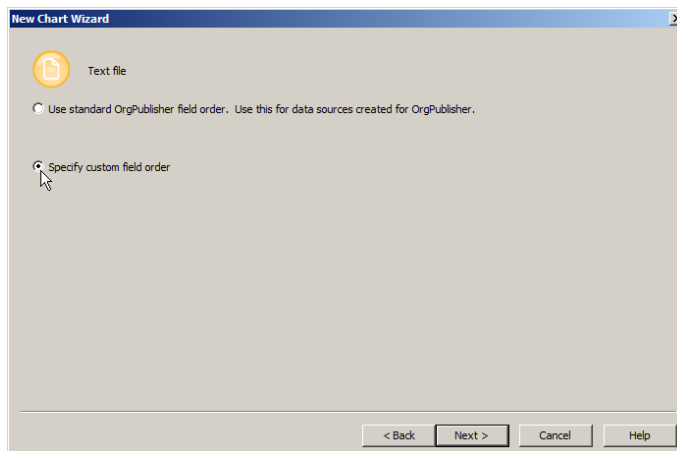 New Chart Wizard
Text file
Use standard OrgPublisher field order. Use this for data sources created for OrgPublisher.
Specify custom field order
< Back Next > Cancel Help